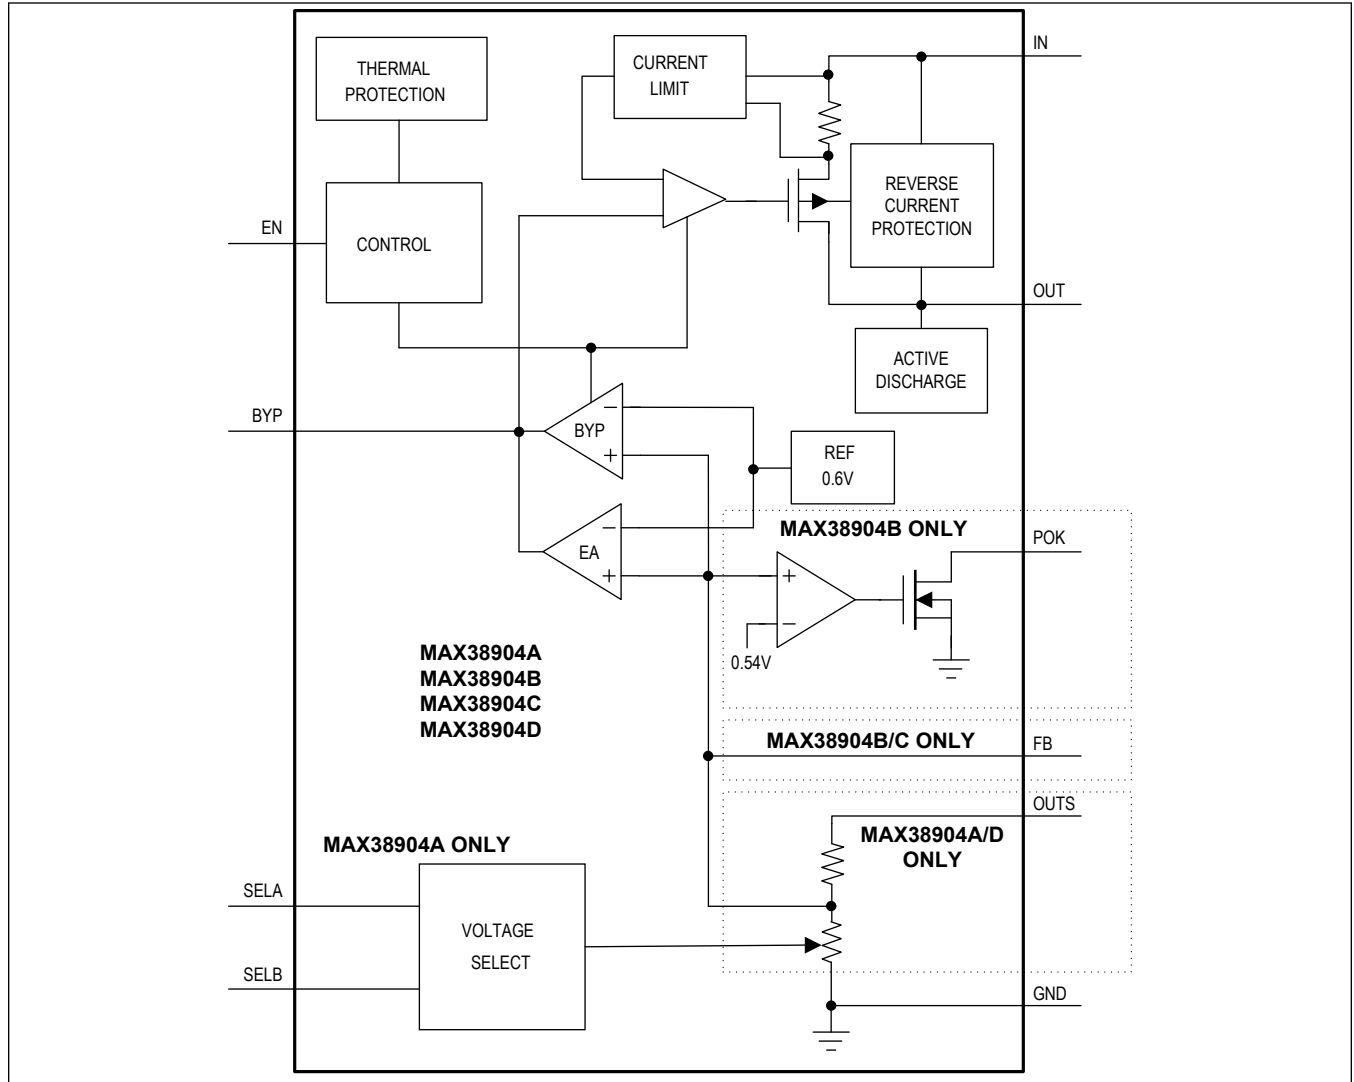 IN
THERMAL
PROTECTION
CURRENT
LIMIT
REVERSE
CURRENT
PROTECTION
EN
CONTROL
OUT
ACTIVE
DISCHARGE
BYP
−
BYP
+
REF
0.6V
−
EA
+
MAX38904B ONLY
POK
+
−
0.54V
MAX38904A
MAX38904B
MAX38904C
MAX38904D
MAX38904B/C ONLY
FB
OUTS
MAX38904A/D
ONLY
MAX38904A ONLY
SELA
VOLTAGE
SELECT
SELB
GND